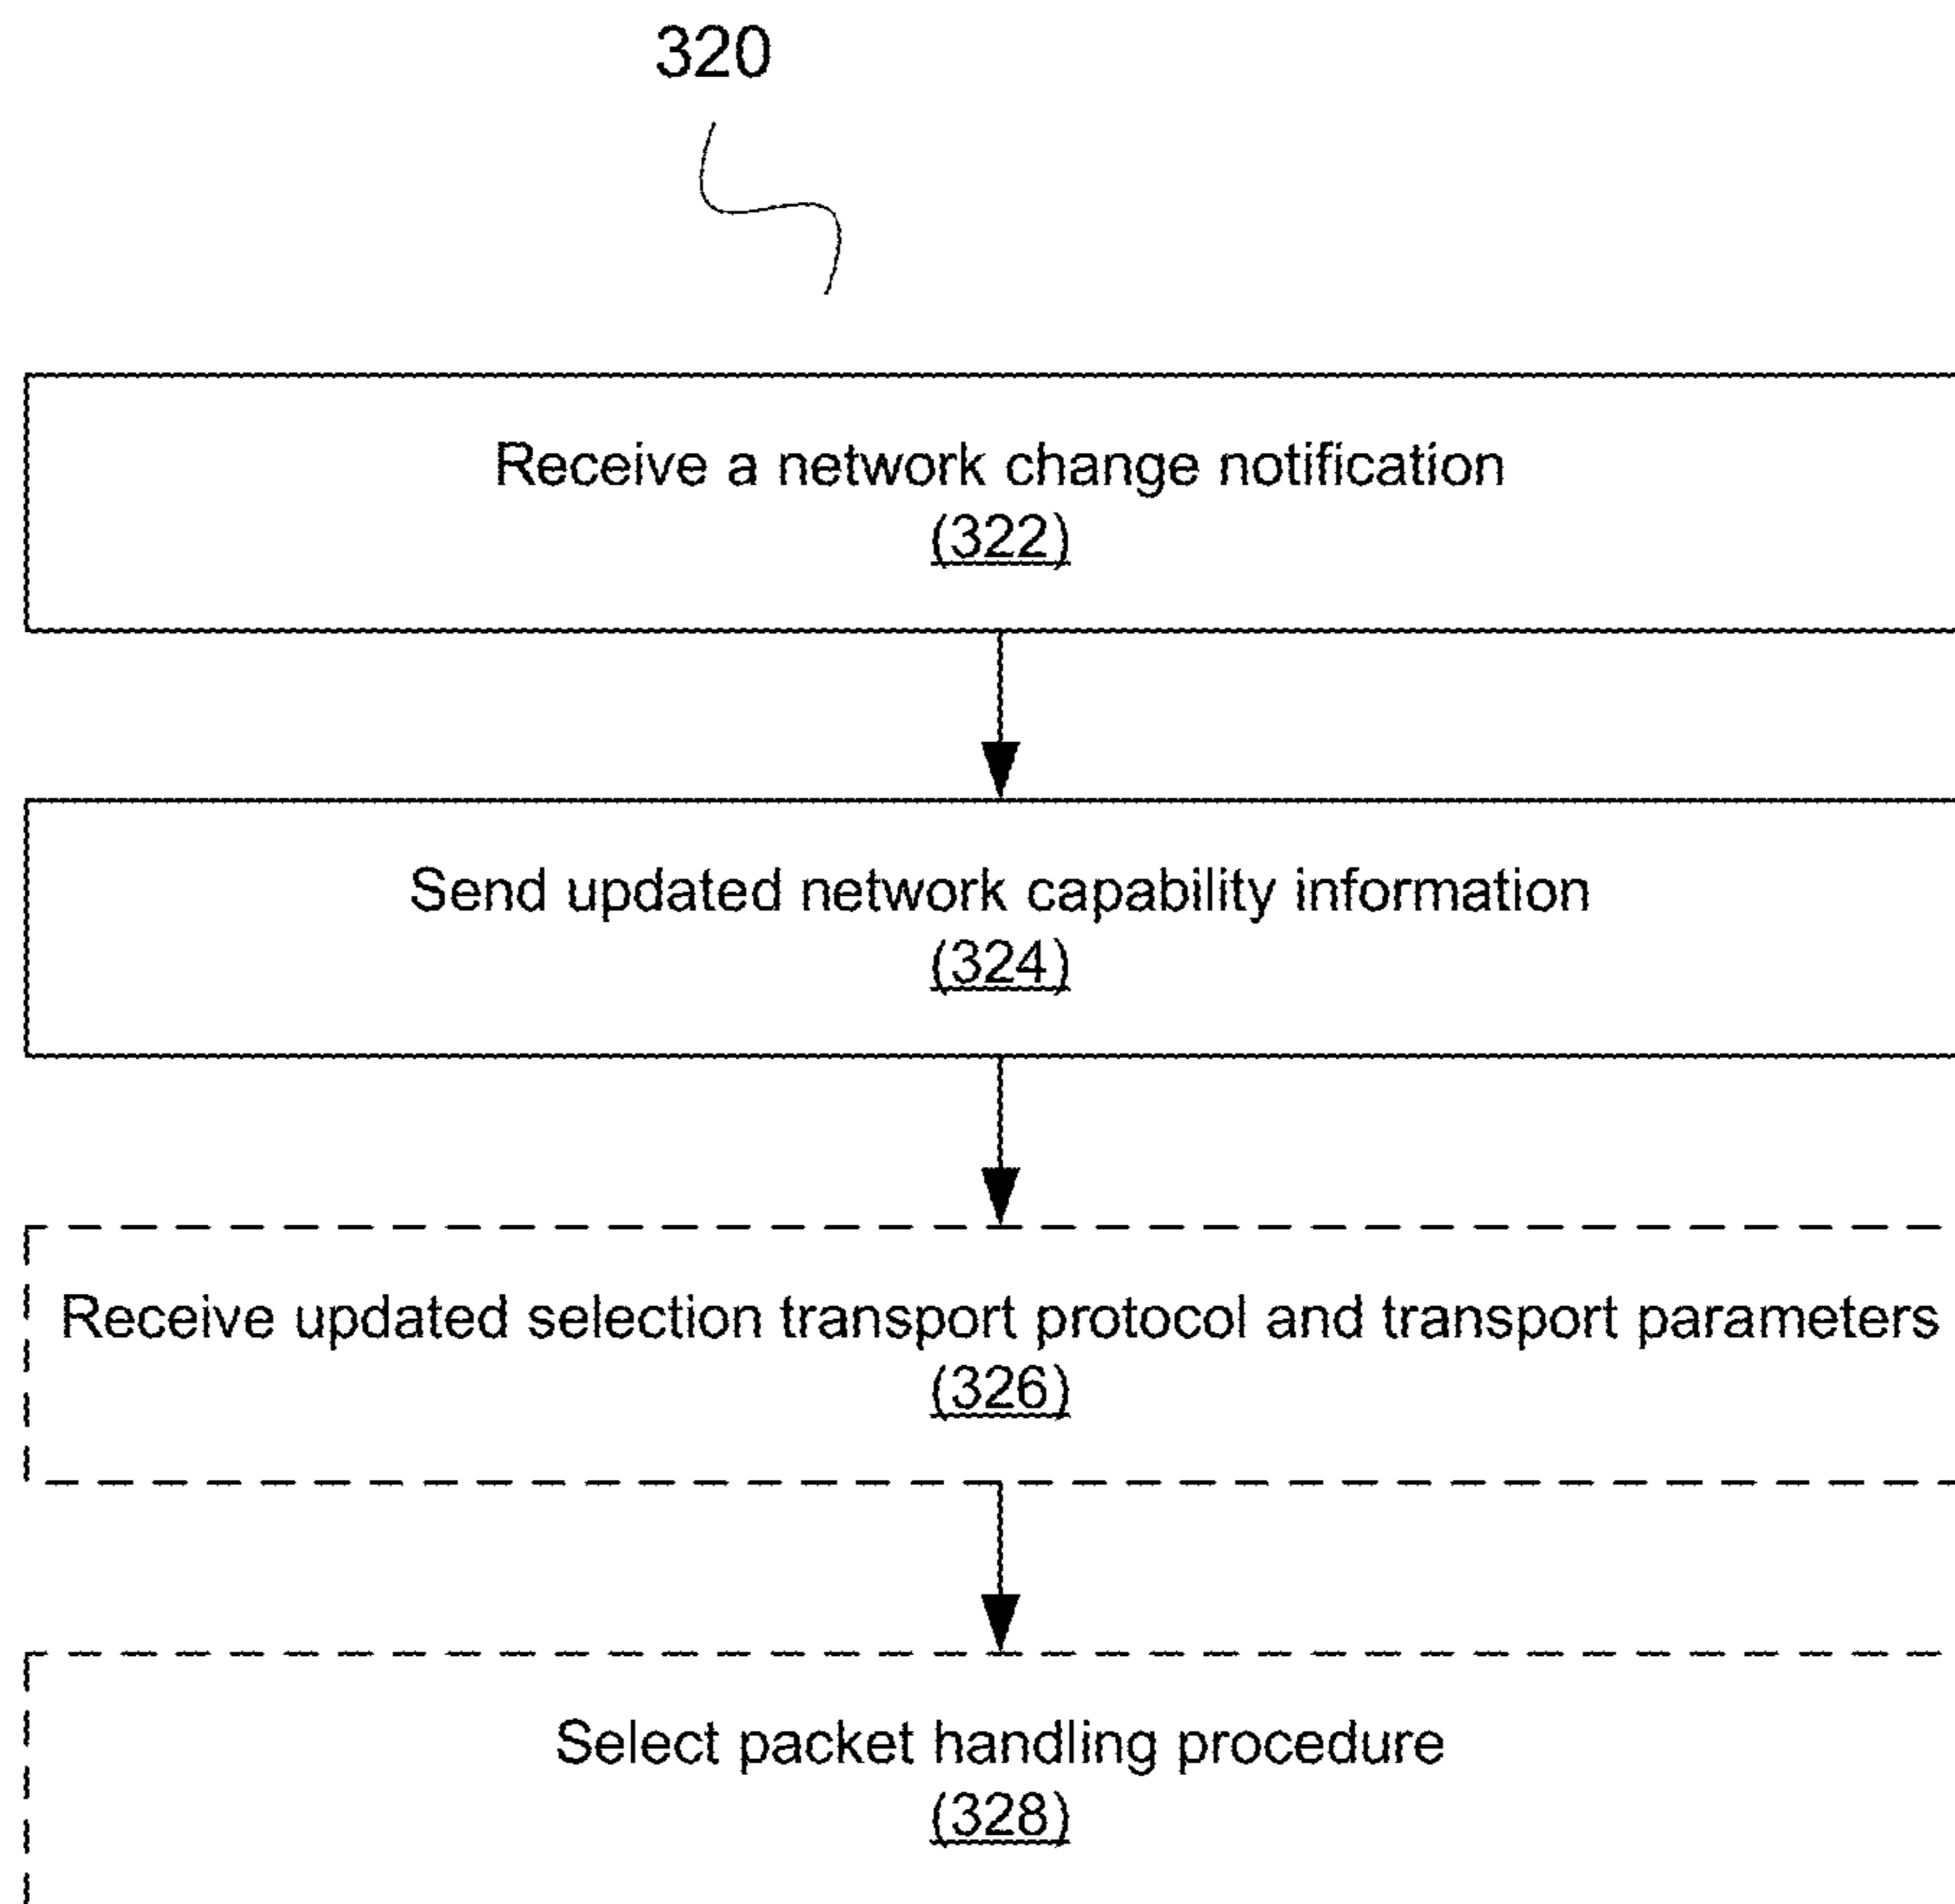 320
Receive a network change notification
(322)
Send updated network capability information
(324)
Receive updated selection transport protocol and transport parameters
(326)
Select packet handling procedure
(328)